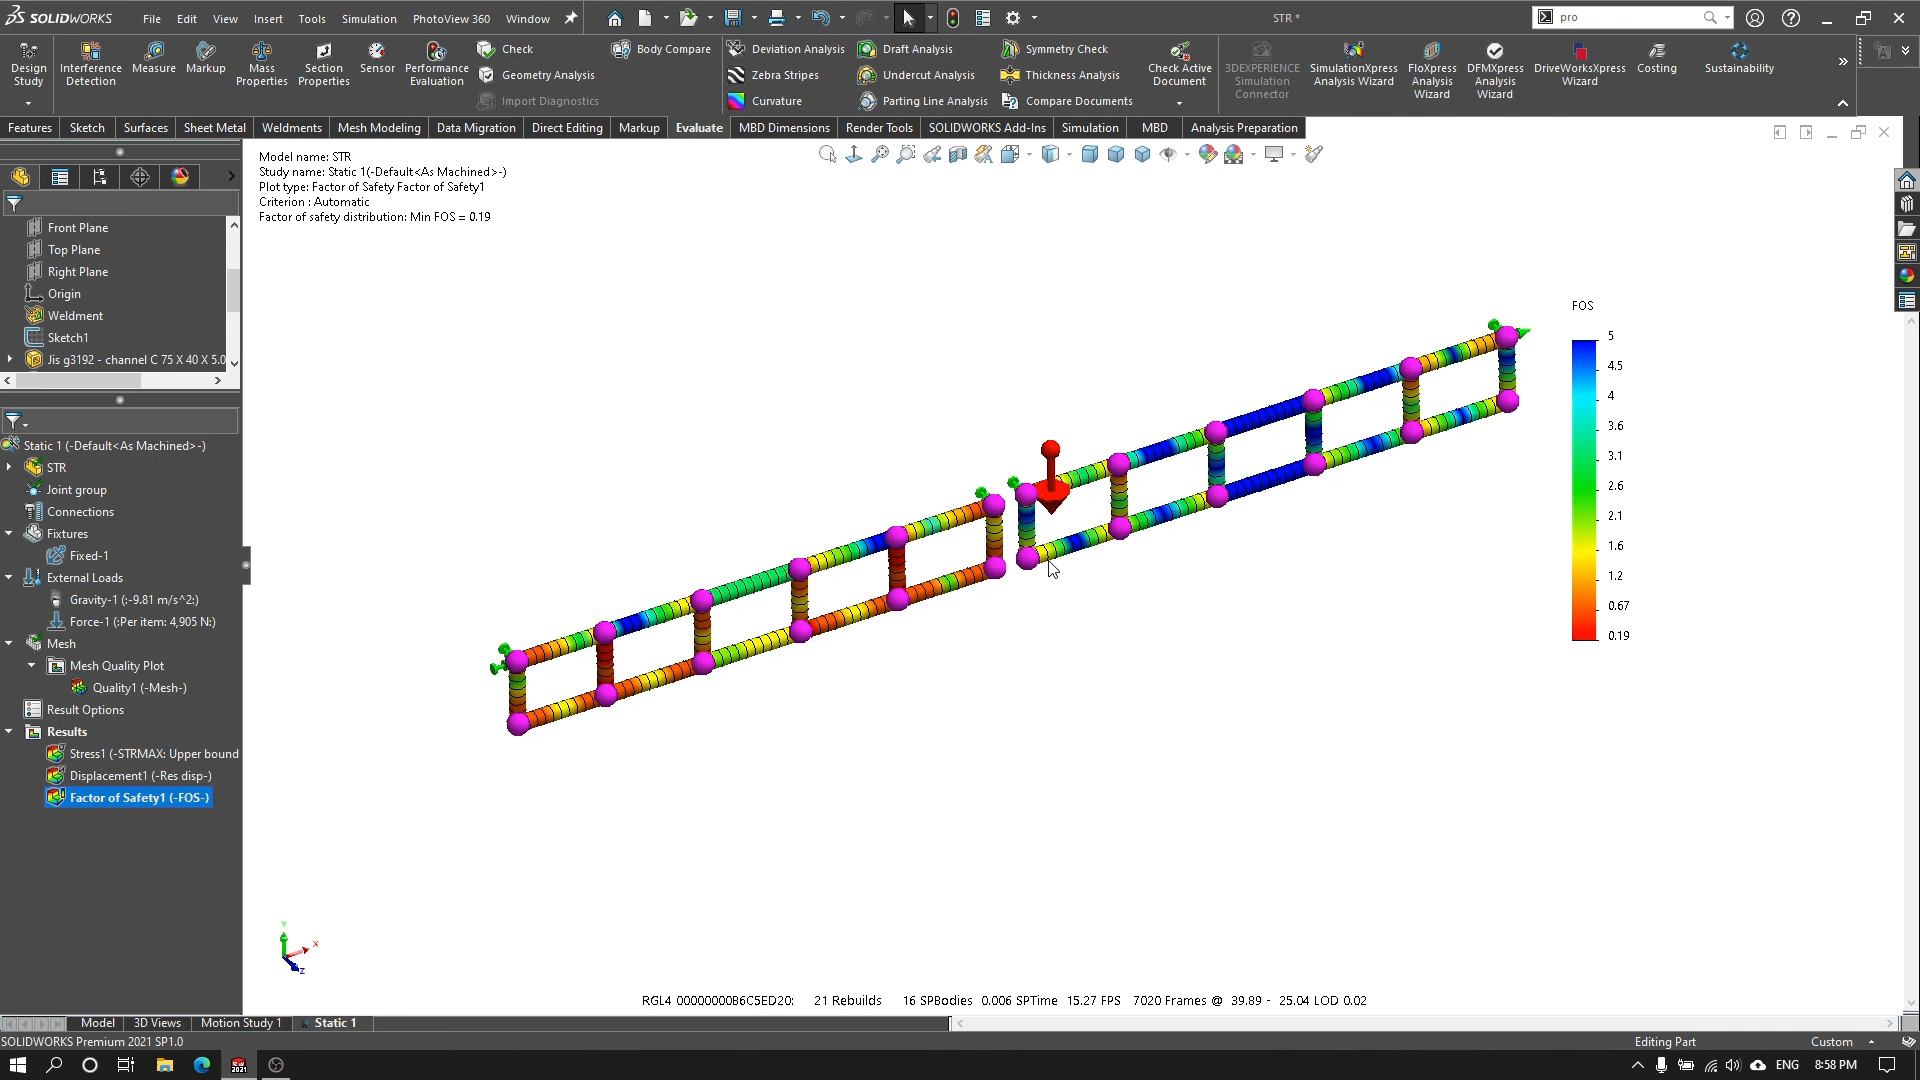 SOLIDWORKS File Edit View Insert Tools Simulation PhotoView 360 Window STR * pro
Design Study
Interference Detection
Measure
Markup
Mass Properties
Section Properties
Sensor
Performance Evaluation
Check
Geometry Analysis
Import Diagnostics
Body Compare
Deviation Analysis
Zebra Stripes
Curvature
Draft Analysis
Undercut Analysis
Parting Line Analysis
Symmetry Check
Thickness Analysis
Compare Documents
Check Active Document
3DEXPERIENCE Simulation Connector
SimulationXpress Analysis Wizard
FloXpress Analysis Wizard
DFMXpress Analysis Wizard
DriveWorksXpress Wizard
Costing
Sustainability
Features Sketch Surfaces Sheet Metal Weldments Mesh Modeling Data Migration Direct Editing Markup Evaluate MBD Dimensions Render Tools SOLIDWORKS Add-Ins Simulation MBD Analysis Preparation
Model name: STR
Study name: Static 1(-Default<As Machined>-)
Plot type: Factor of Safety Factor of Safety1
Criterion : Automatic
Factor of safety distribution: Min FOS = 0.19
Front Plane
Top Plane
Right Plane
Origin
Weldment
Sketch1
Jis g3192 - channel C 75 X 40 X 5.0
Static 1 (-Default<As Machined>-)
STR
Joint group
Connections
Fixtures
Fixed-1
External Loads
Gravity-1 (:-9.81 m/s^2:)
Force-1 (:Per item: 4,905 N:)
Mesh
Mesh Quality Plot
Quality1 (-Mesh-)
Result Options
Results
Stress1 (-STRMAX: Upper bound
Displacement1 (-Res disp-)
Factor of Safety1 (-FOS-)
FOS
5
4.5
4
3.6
3.1
2.6
2.1
1.6
1.2
0.67
0.19
Y
X
Z
RGL4 00000000B6C5ED20: 21 Rebuilds 16 SPBodies 0.006 SPTime 15.27 FPS 7020 Frames @ 39.89 - 25.04 LOD 0.02
Model 3D Views Motion Study 1 Static 1
SOLIDWORKS Premium 2021 SP1.0 Editing Part Custom
ENG 8:58 PM